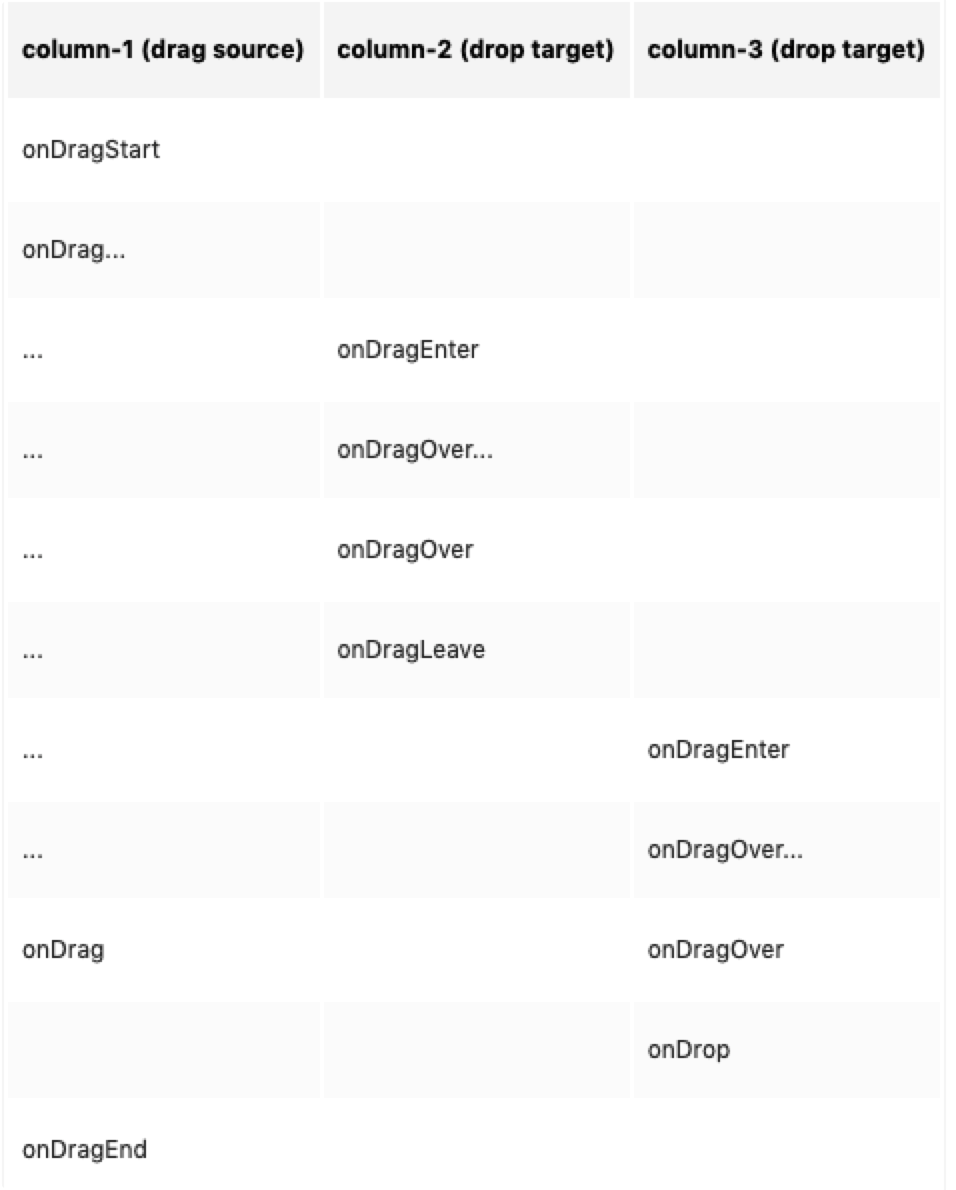 column-1 (drag source) column-2 (drop target) column-3 (drop target)
onDragStart
onDrag...
... onDragEnter
... onDragOver...
... onDragOver
... onDragLeave
... onDragEnter
... onDragOver...
onDrag onDragOver
onDrop
onDragEnd